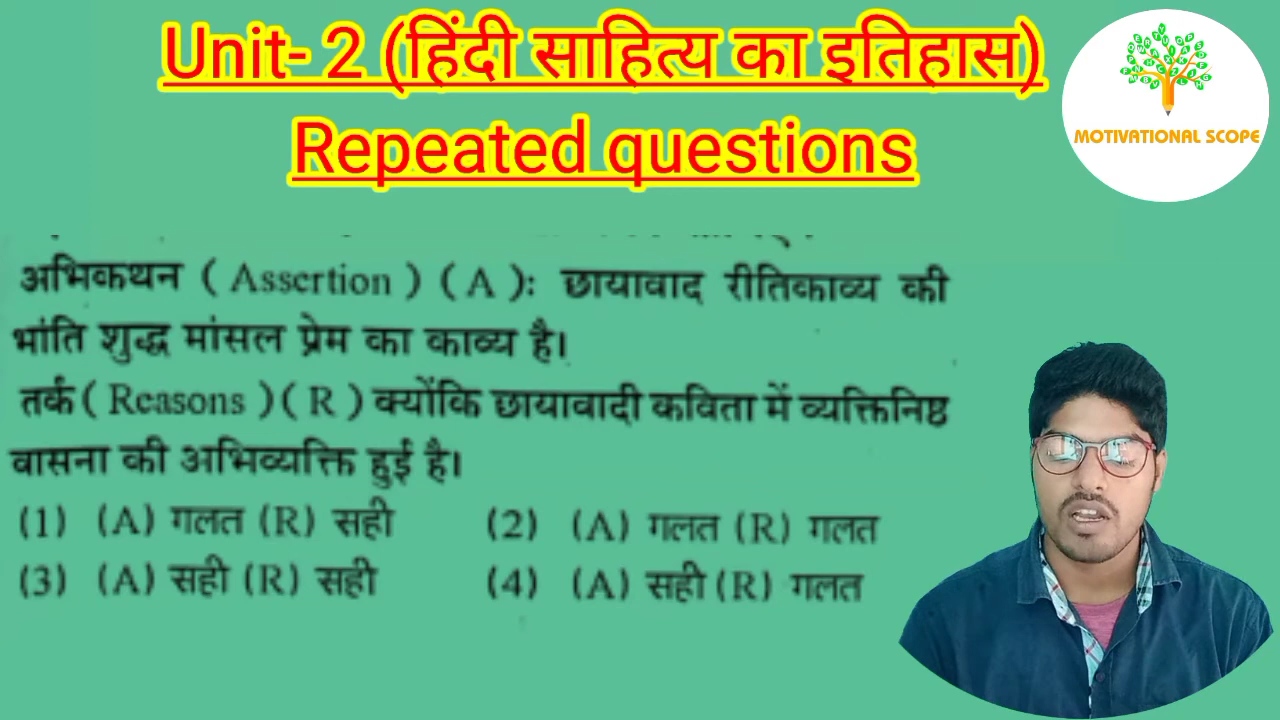 Unit- 2 (हिंदी साहित्य का इतिहास)
Repeated questions
MOTIVATIONAL SCOPE
अभिकथन ( Assertion ) ( A ): छायावाद रीतिकाव्य की
भांति शुद्ध मांसल प्रेम का काव्य है।
तर्क ( Reasons ) ( R ) क्योंकि छायावादी कविता में व्यक्तिनिष्ठ
वासना की अभिव्यक्ति हुई है।
(1) (A) गलत (R) सही (2) (A) गलत (R) गलत
(3) (A) सही (R) सही (4) (A) सही (R) गलत